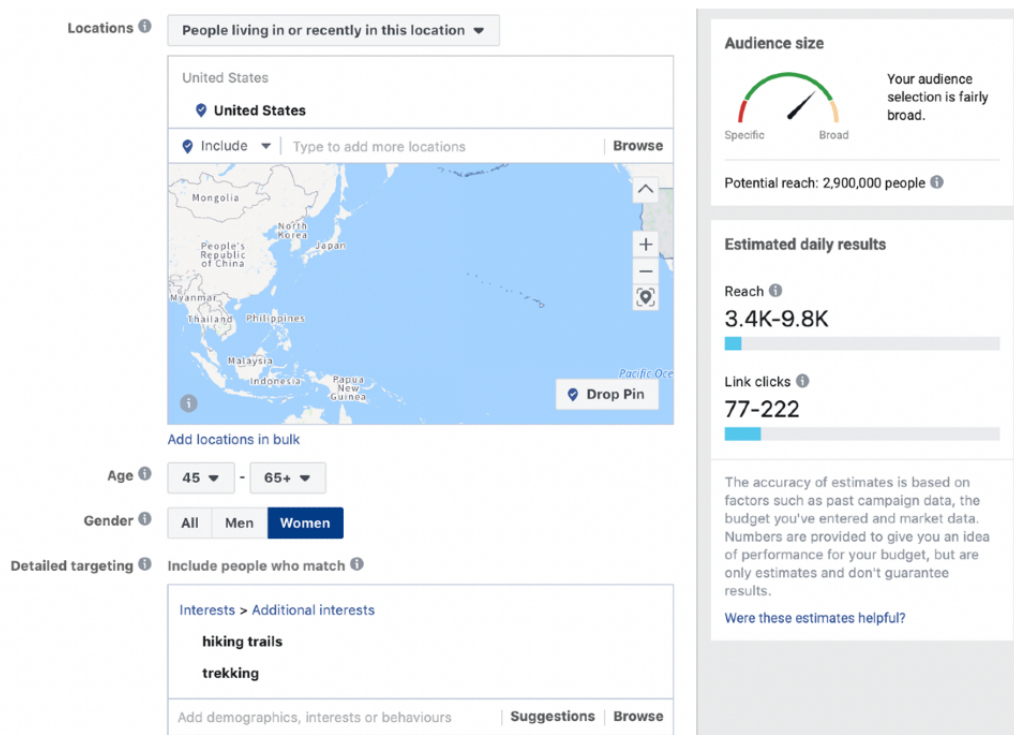 Locations
People living in or recently in this location
United States
United States
Include
Type to add more locations
Browse
Mongolia
North
Korea
Japan
People's
Republic
of China
Myanmar
Thailand
Philippines
Malaysia
Indonesia
Papua
New
Guinea
Pacific Oce
Drop Pin
Add locations in bulk
Age
45 - 65+
Gender
All Men Women
Detailed targeting
Include people who match
Interests > Additional interests
hiking trails
trekking
Add demographics, interests or behaviours
Suggestions
Browse
Audience size
Specific
Broad
Your audience
selection is fairly
broad.
Potential reach: 2,900,000 people
Estimated daily results
Reach
3.4K-9.8K
Link clicks
77-222
The accuracy of estimates is based on
factors such as past campaign data, the
budget you've entered and market data.
Numbers are provided to give you an idea
of performance for your budget, but are
only estimates and don't guarantee
results.
Were these estimates helpful?